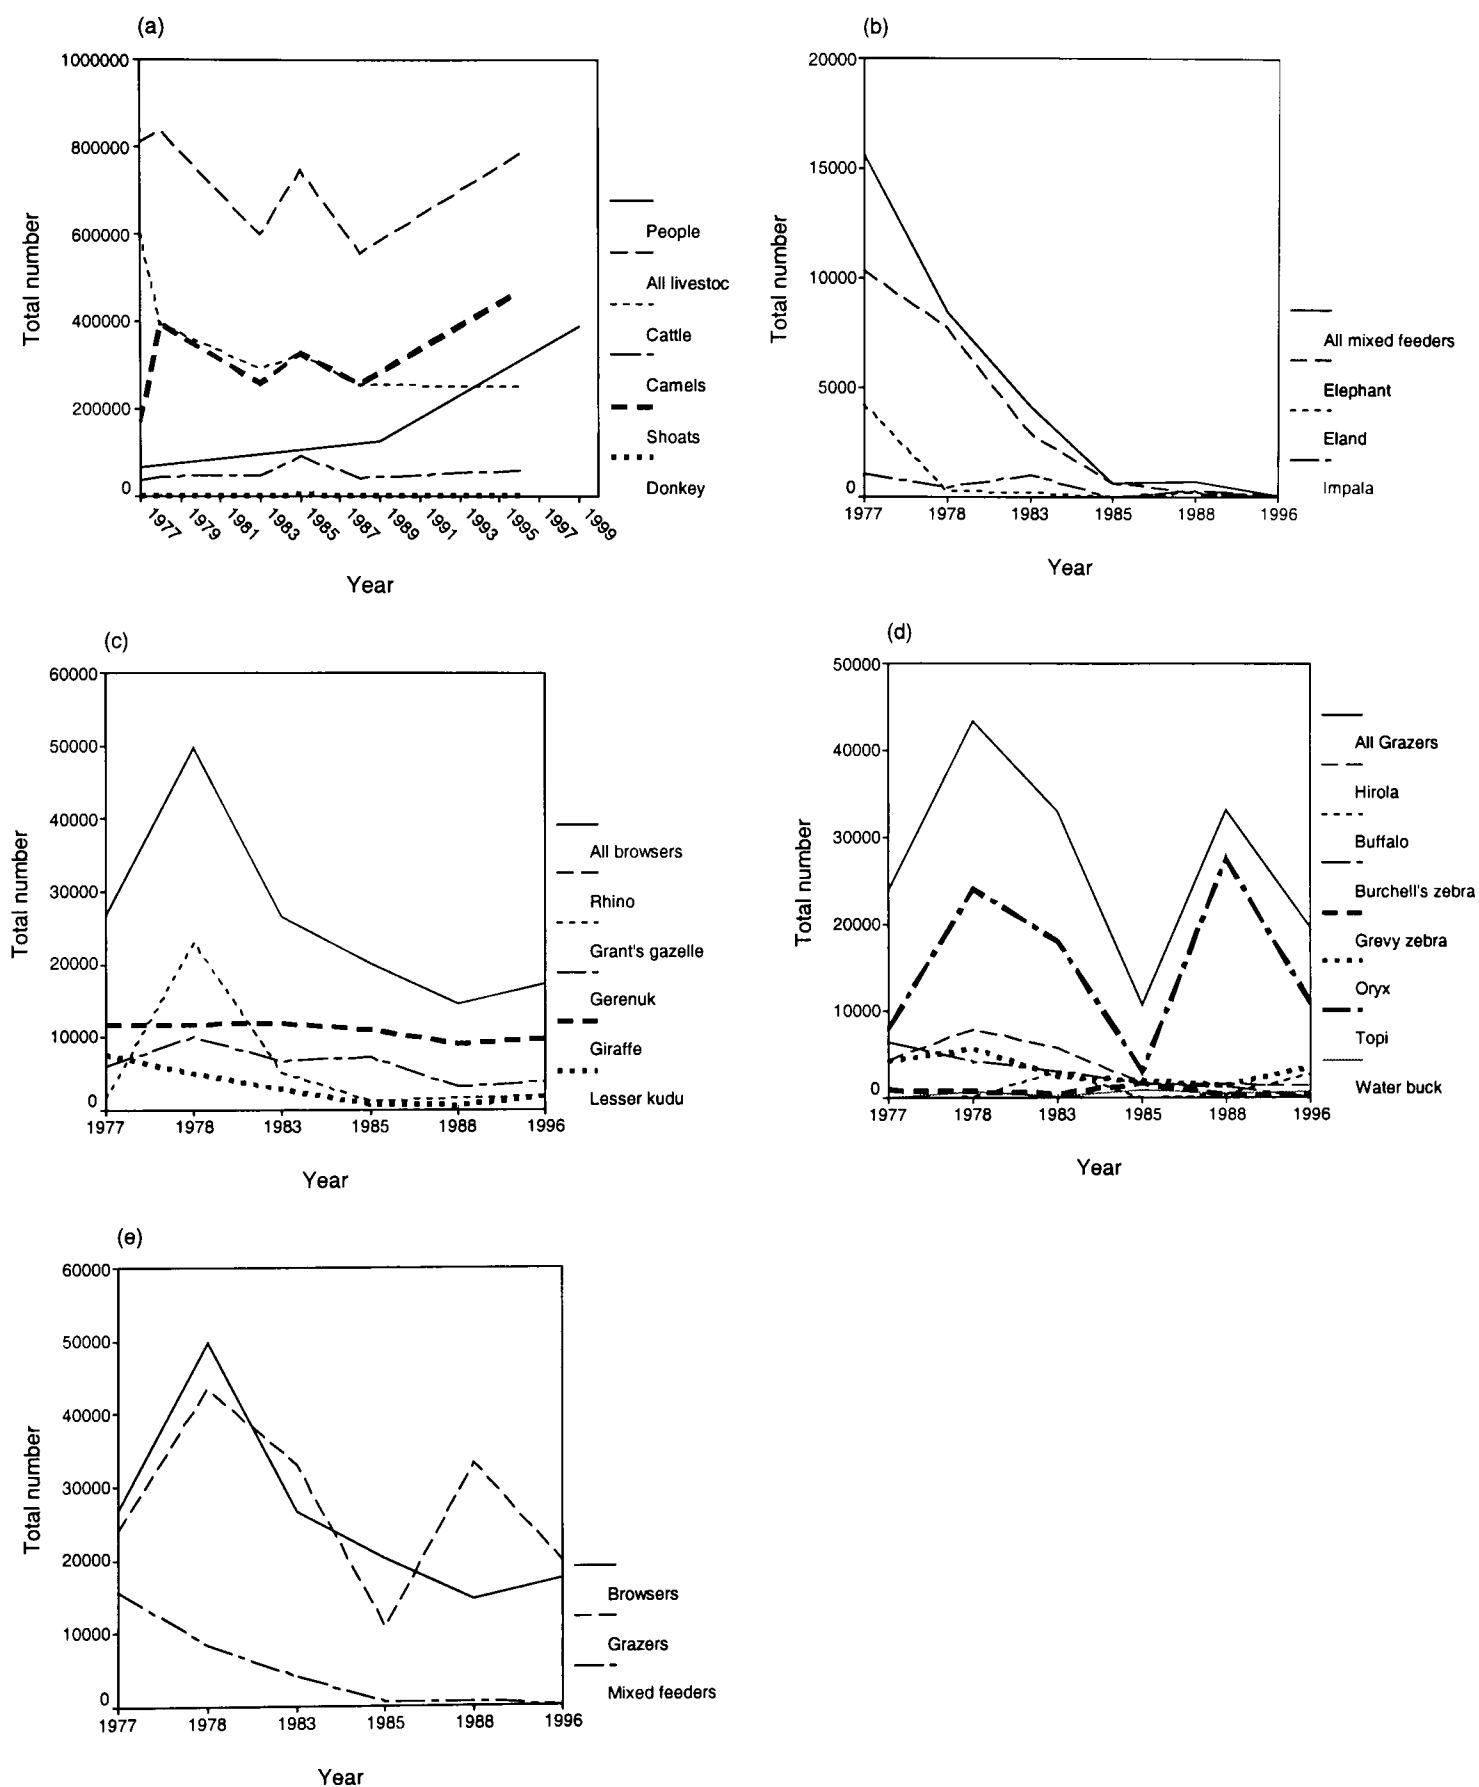 (a)
1000000
800000
600000
400000
200000
0
Total number
1977
1979
1981
1983
1985
1987
1989
1991
1993
1995
1997
1999
Year
People
All livestoc
Cattle
Camels
Shoats
Donkey
(b)
20000
15000
10000
5000
0
Total number
1977 1978 1983 1985 1988 1996
Year
All mixed feeders
Elephant
Eland
Impala
(c)
60000
50000
40000
30000
20000
10000
0
Total number
1977 1978 1983 1985 1988 1996
Year
All browsers
Rhino
Grant's gazelle
Gerenuk
Giraffe
Lesser kudu
(d)
50000
40000
30000
20000
10000
0
Total number
1977 1978 1983 1985 1988 1996
Year
All Grazers
Hirola
Buffalo
Burchell's zebra
Grevy zebra
Oryx
Topi
Water buck
(e)
60000
50000
40000
30000
20000
10000
0
Total number
1977 1978 1983 1985 1988 1996
Year
Browsers
Grazers
Mixed feeders